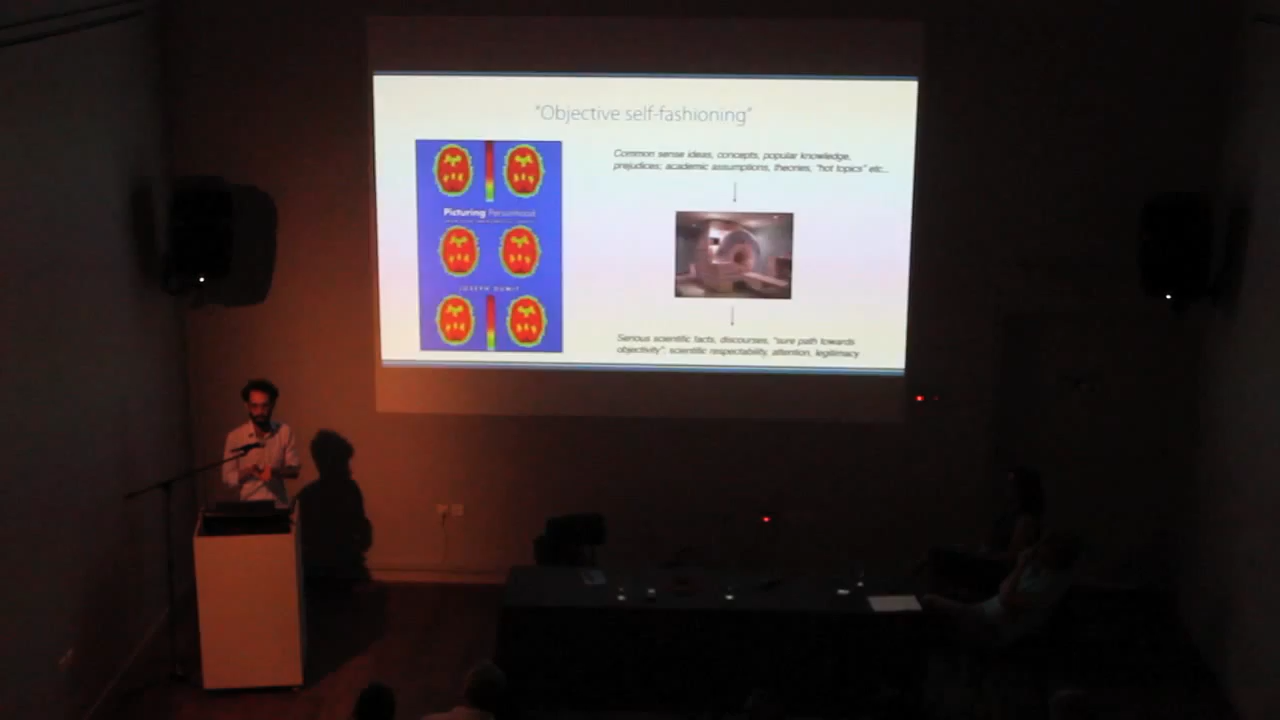 "Objective self-fashioning"
Common sense ideas, concepts, popular knowledge,
prejudices; academic assumptions, theories, "hot topics" etc...
Picturing Personhood
JOSEPH DUMIT
Serious scientific facts, discourses, "sure path towards
objectivity"; scientific respectability, attention, legitimacy